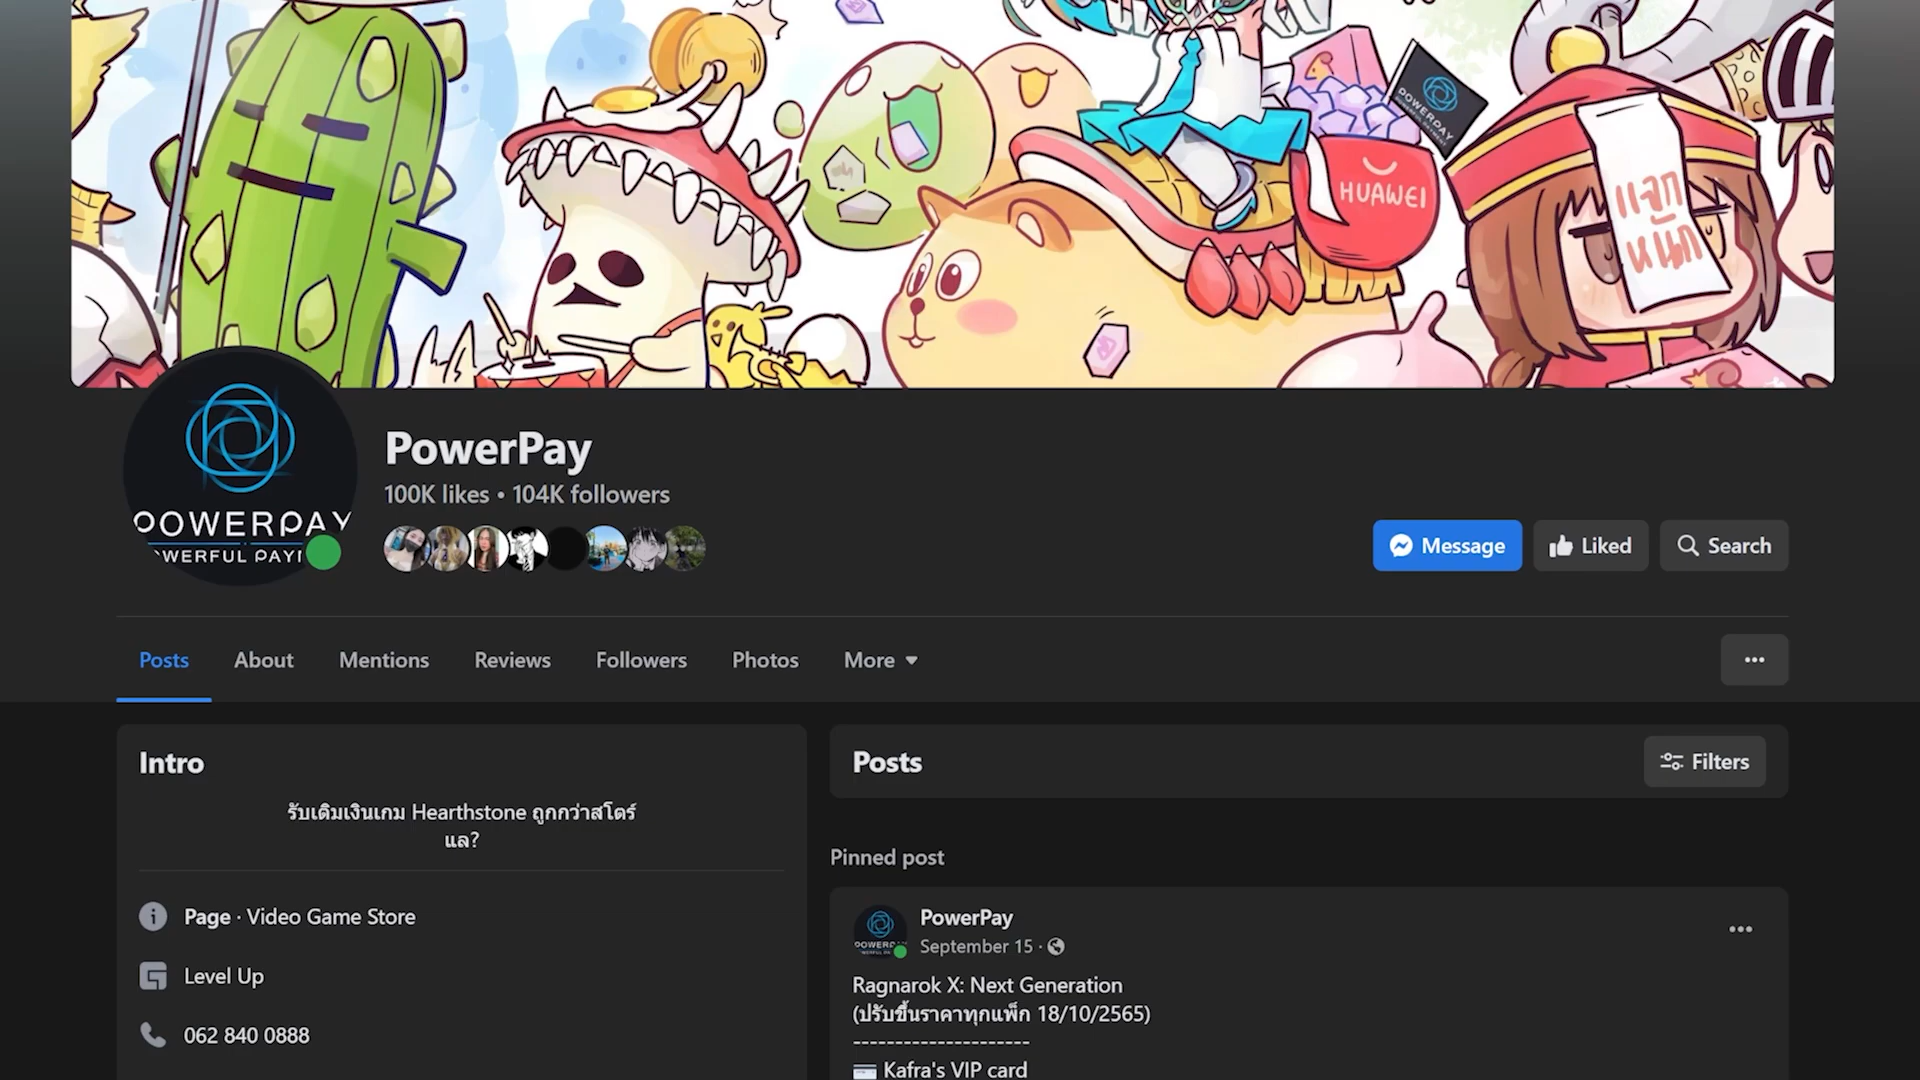 POWERPAY
HUAWEI
แจก
หนัก
POWERPAY
PowerPay
100K likes • 104K followers
Message
Liked
Search
Posts
About
Mentions
Reviews
Followers
Photos
More
Intro
รับเติมเงินเกม Hearthstone ถูกกว่าสโตร์
แล?
Page · Video Game Store
Level Up
062 840 0888
Posts
Filters
Pinned post
PowerPay
September 15 ·
Ragnarok X: Next Generation
(ปรับขึ้นราคาทุกแพ็ก 18/10/2565)
---------------------
Kafra's VIP card